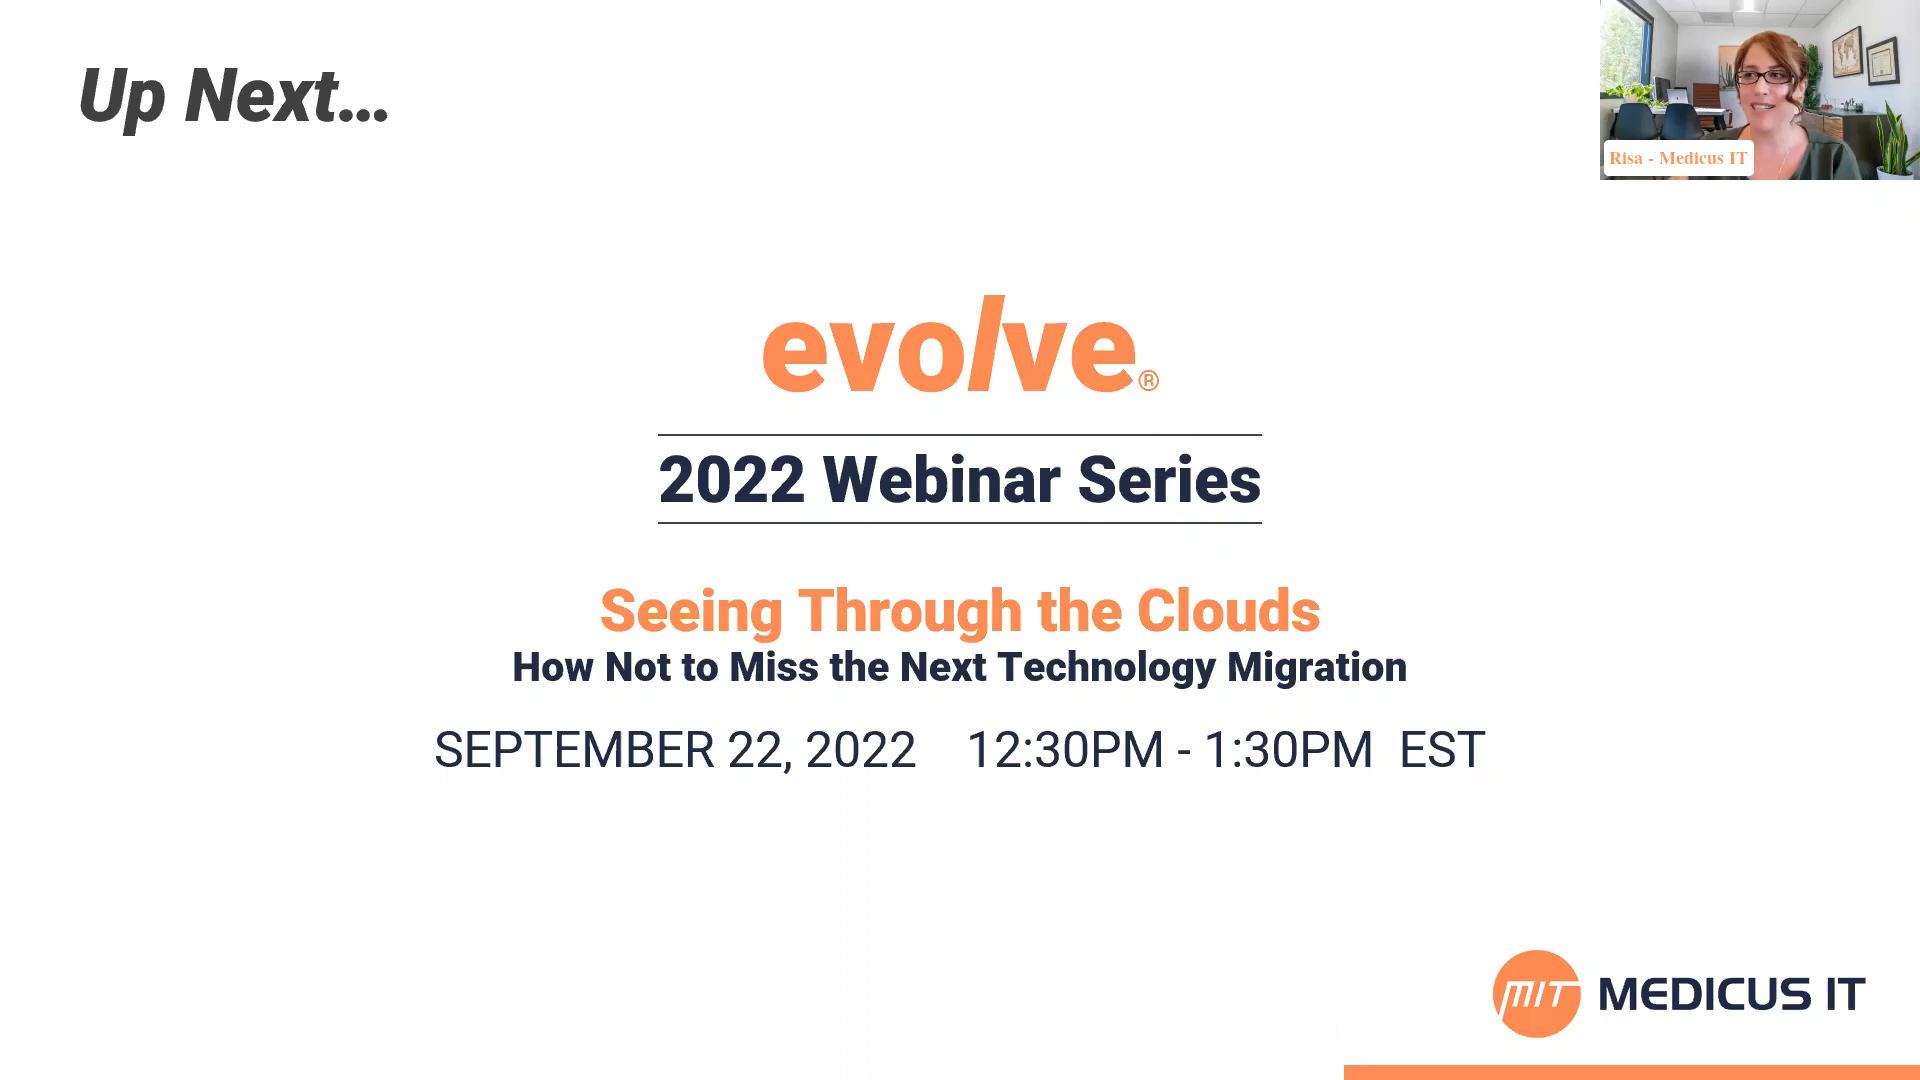 Up Next...
Risa - Medicus IT
evolve®
2022 Webinar Series
Seeing Through the Clouds
How Not to Miss the Next Technology Migration
SEPTEMBER 22, 2022 12:30PM - 1:30PM EST
MIT MEDICUS IT